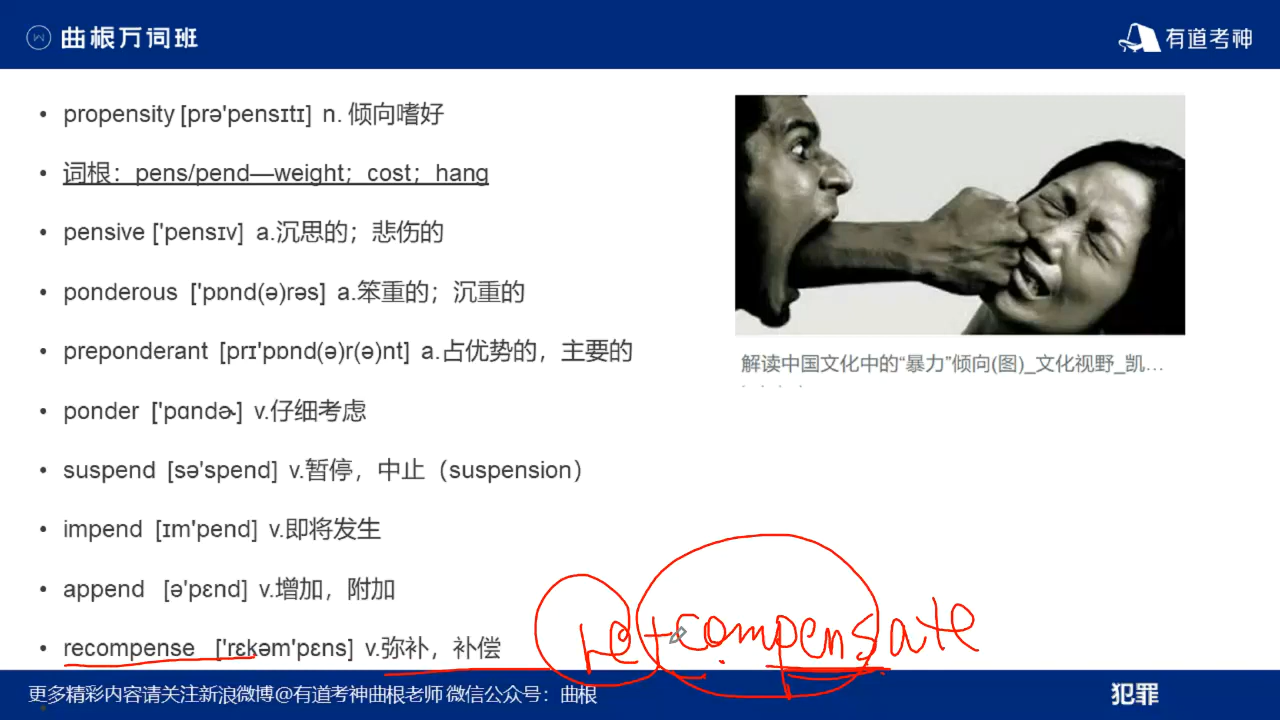 曲根万词班
有道考神
propensity [prə'pensɪtɪ] n. 倾向嗜好
词根：pens/pend—weight；cost；hang
pensive ['pensɪv] a.沉思的；悲伤的
ponderous ['pɒnd(ə)rəs] a.笨重的；沉重的
preponderant [prɪ'pɒnd(ə)r(ə)nt] a.占优势的，主要的
ponder ['pɑndɚ] v.仔细考虑
suspend [sə'spend] v.暂停，中止（suspension）
impend [ɪm'pend] v.即将发生
append [ə'pɛnd] v.增加，附加
recompense ['rɛkəm'pɛns] v.弥补，补偿
解读中国文化中的“暴力”倾向(图)_文化视野_凯...
re+compensate
更多精彩内容请关注新浪微博@有道考神曲根老师 微信公众号：曲根
犯罪